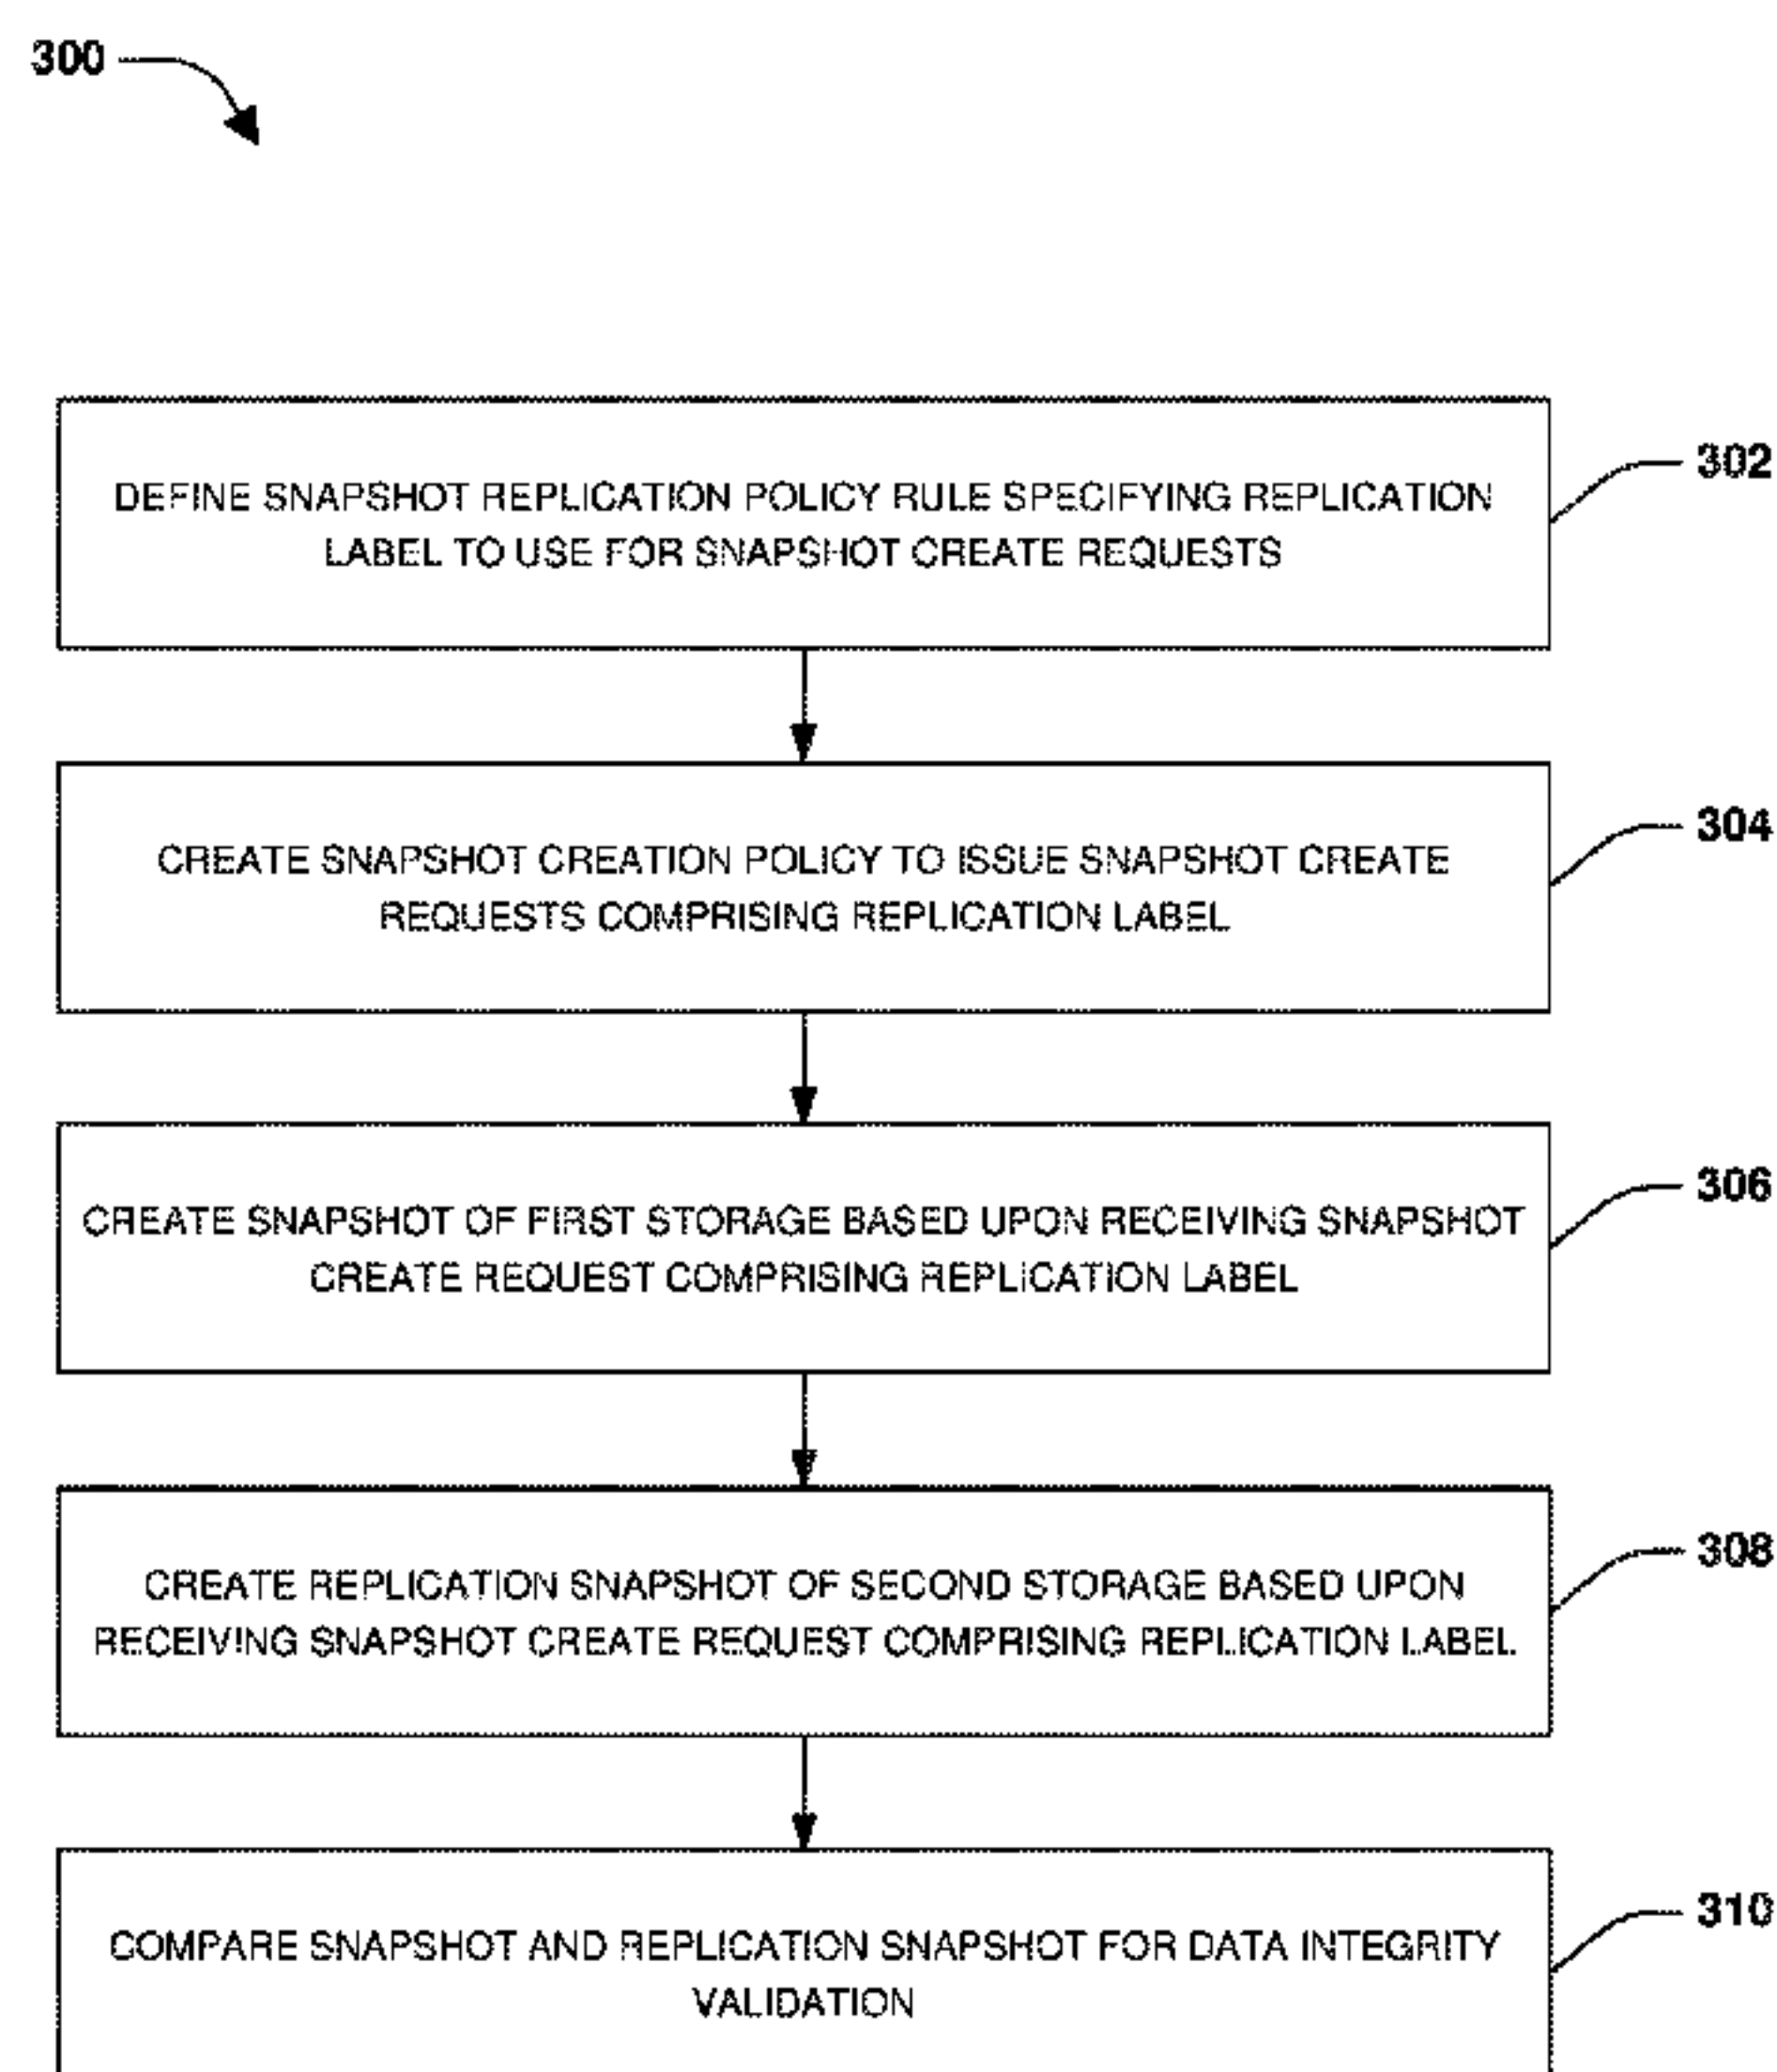 300
DEFINE SNAPSHOT REPLICATION POLICY RULE SPECIFYING REPLICATION
LABEL TO USE FOR SNAPSHOT CREATE REQUESTS
302
CREATE SNAPSHOT CREATION POLICY TO ISSUE SNAPSHOT CREATE
REQUESTS COMPRISING REPLICATION LABEL
304
CREATE SNAPSHOT OF FIRST STORAGE BASED UPON RECEIVING SNAPSHOT
CREATE REQUEST COMPRISING REPLICATION LABEL
306
CREATE REPLICATION SNAPSHOT OF SECOND STORAGE BASED UPON
RECEIVING SNAPSHOT CREATE REQUEST COMPRISING REPLICATION LABEL
308
COMPARE SNAPSHOT AND REPLICATION SNAPSHOT FOR DATA INTEGRITY
VALIDATION
310